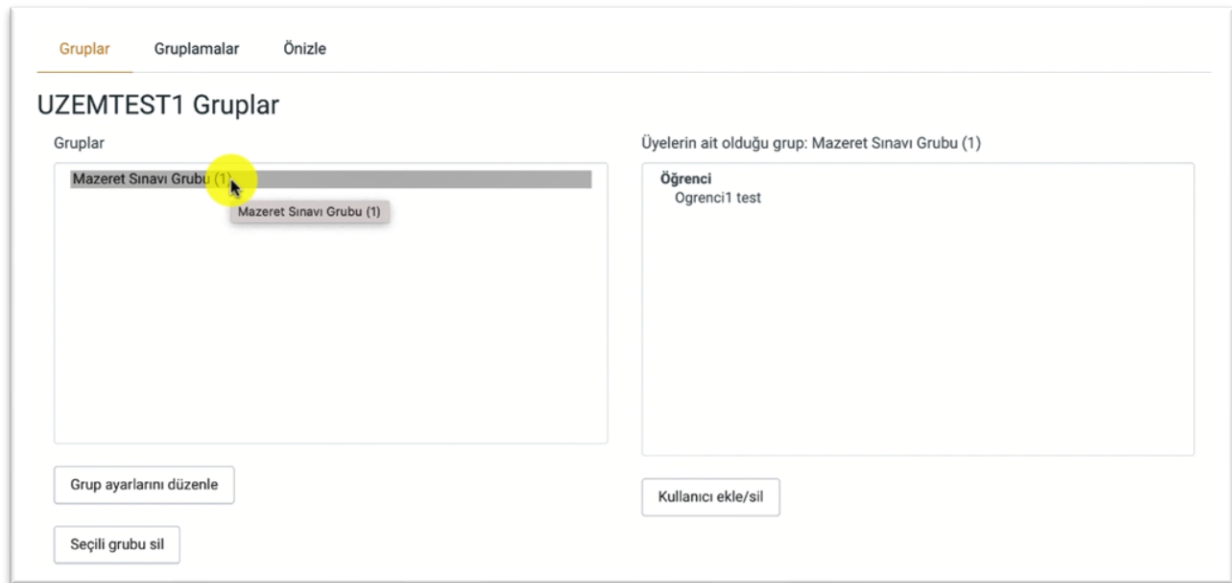 Gruplar Gruplamalar Önizle
UZEMTEST1 Gruplar
Gruplar
Mazeret Sınavı Grubu (1)
Mazeret Sınavı Grubu (1)
Grup ayarlarını düzenle
Seçili grubu sil
Üyelerin ait olduğu grup: Mazeret Sınavı Grubu (1)
Öğrenci
Ogrenci1 test
Kullanıcı ekle/sil